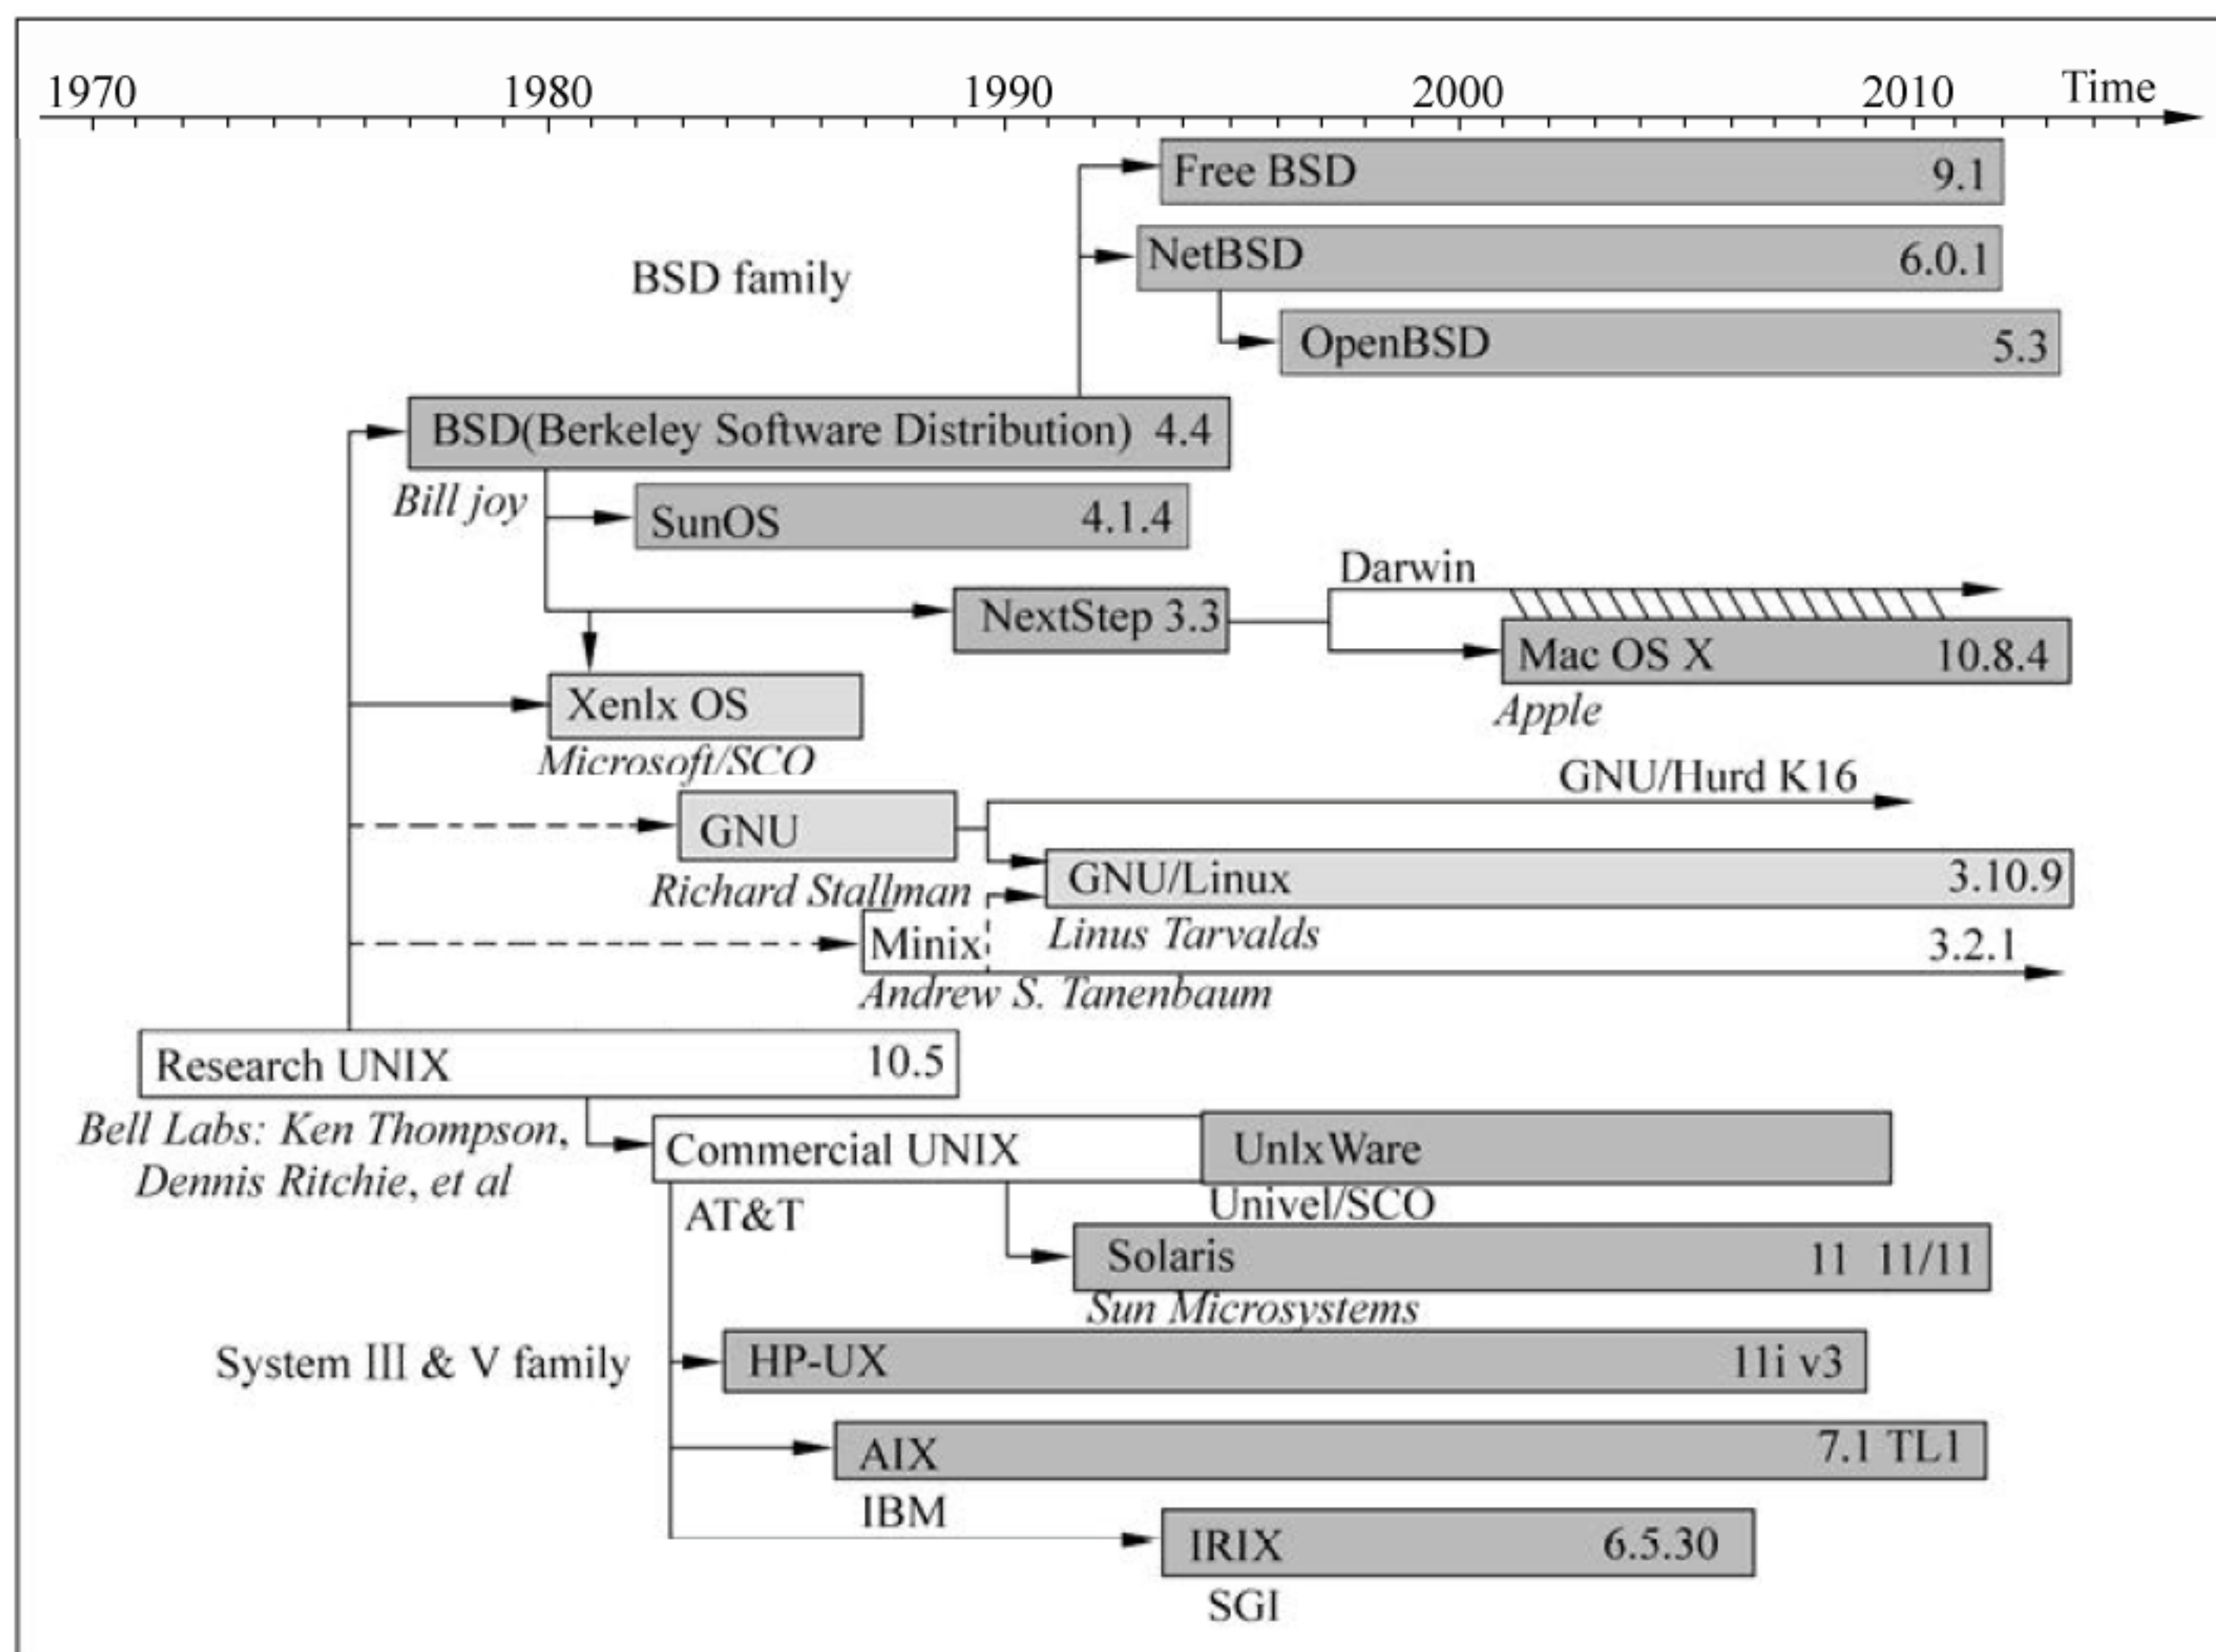 1970 1980 1990 2000 2010 Time
Free BSD 9.1
NetBSD 6.0.1
BSD family
OpenBSD 5.3
BSD(Berkeley Software Distribution) 4.4
Bill joy
SunOS 4.1.4
Darwin
NextStep 3.3
Mac OS X 10.8.4
Apple
Xenlx OS
Microsoft/SCO
GNU/Hurd K16
GNU
GNU/Linux 3.10.9
Richard Stallman
Linus Tarvalds
Minix 3.2.1
Andrew S. Tanenbaum
Research UNIX 10.5
Bell Labs: Ken Thompson,
Dennis Ritchie, et al
Commercial UNIX UnlxWare
AT&T Univel/SCO
Solaris 11 11/11
Sun Microsystems
System III & V family
HP-UX 11i v3
AIX 7.1 TL1
IBM
IRIX 6.5.30
SGI